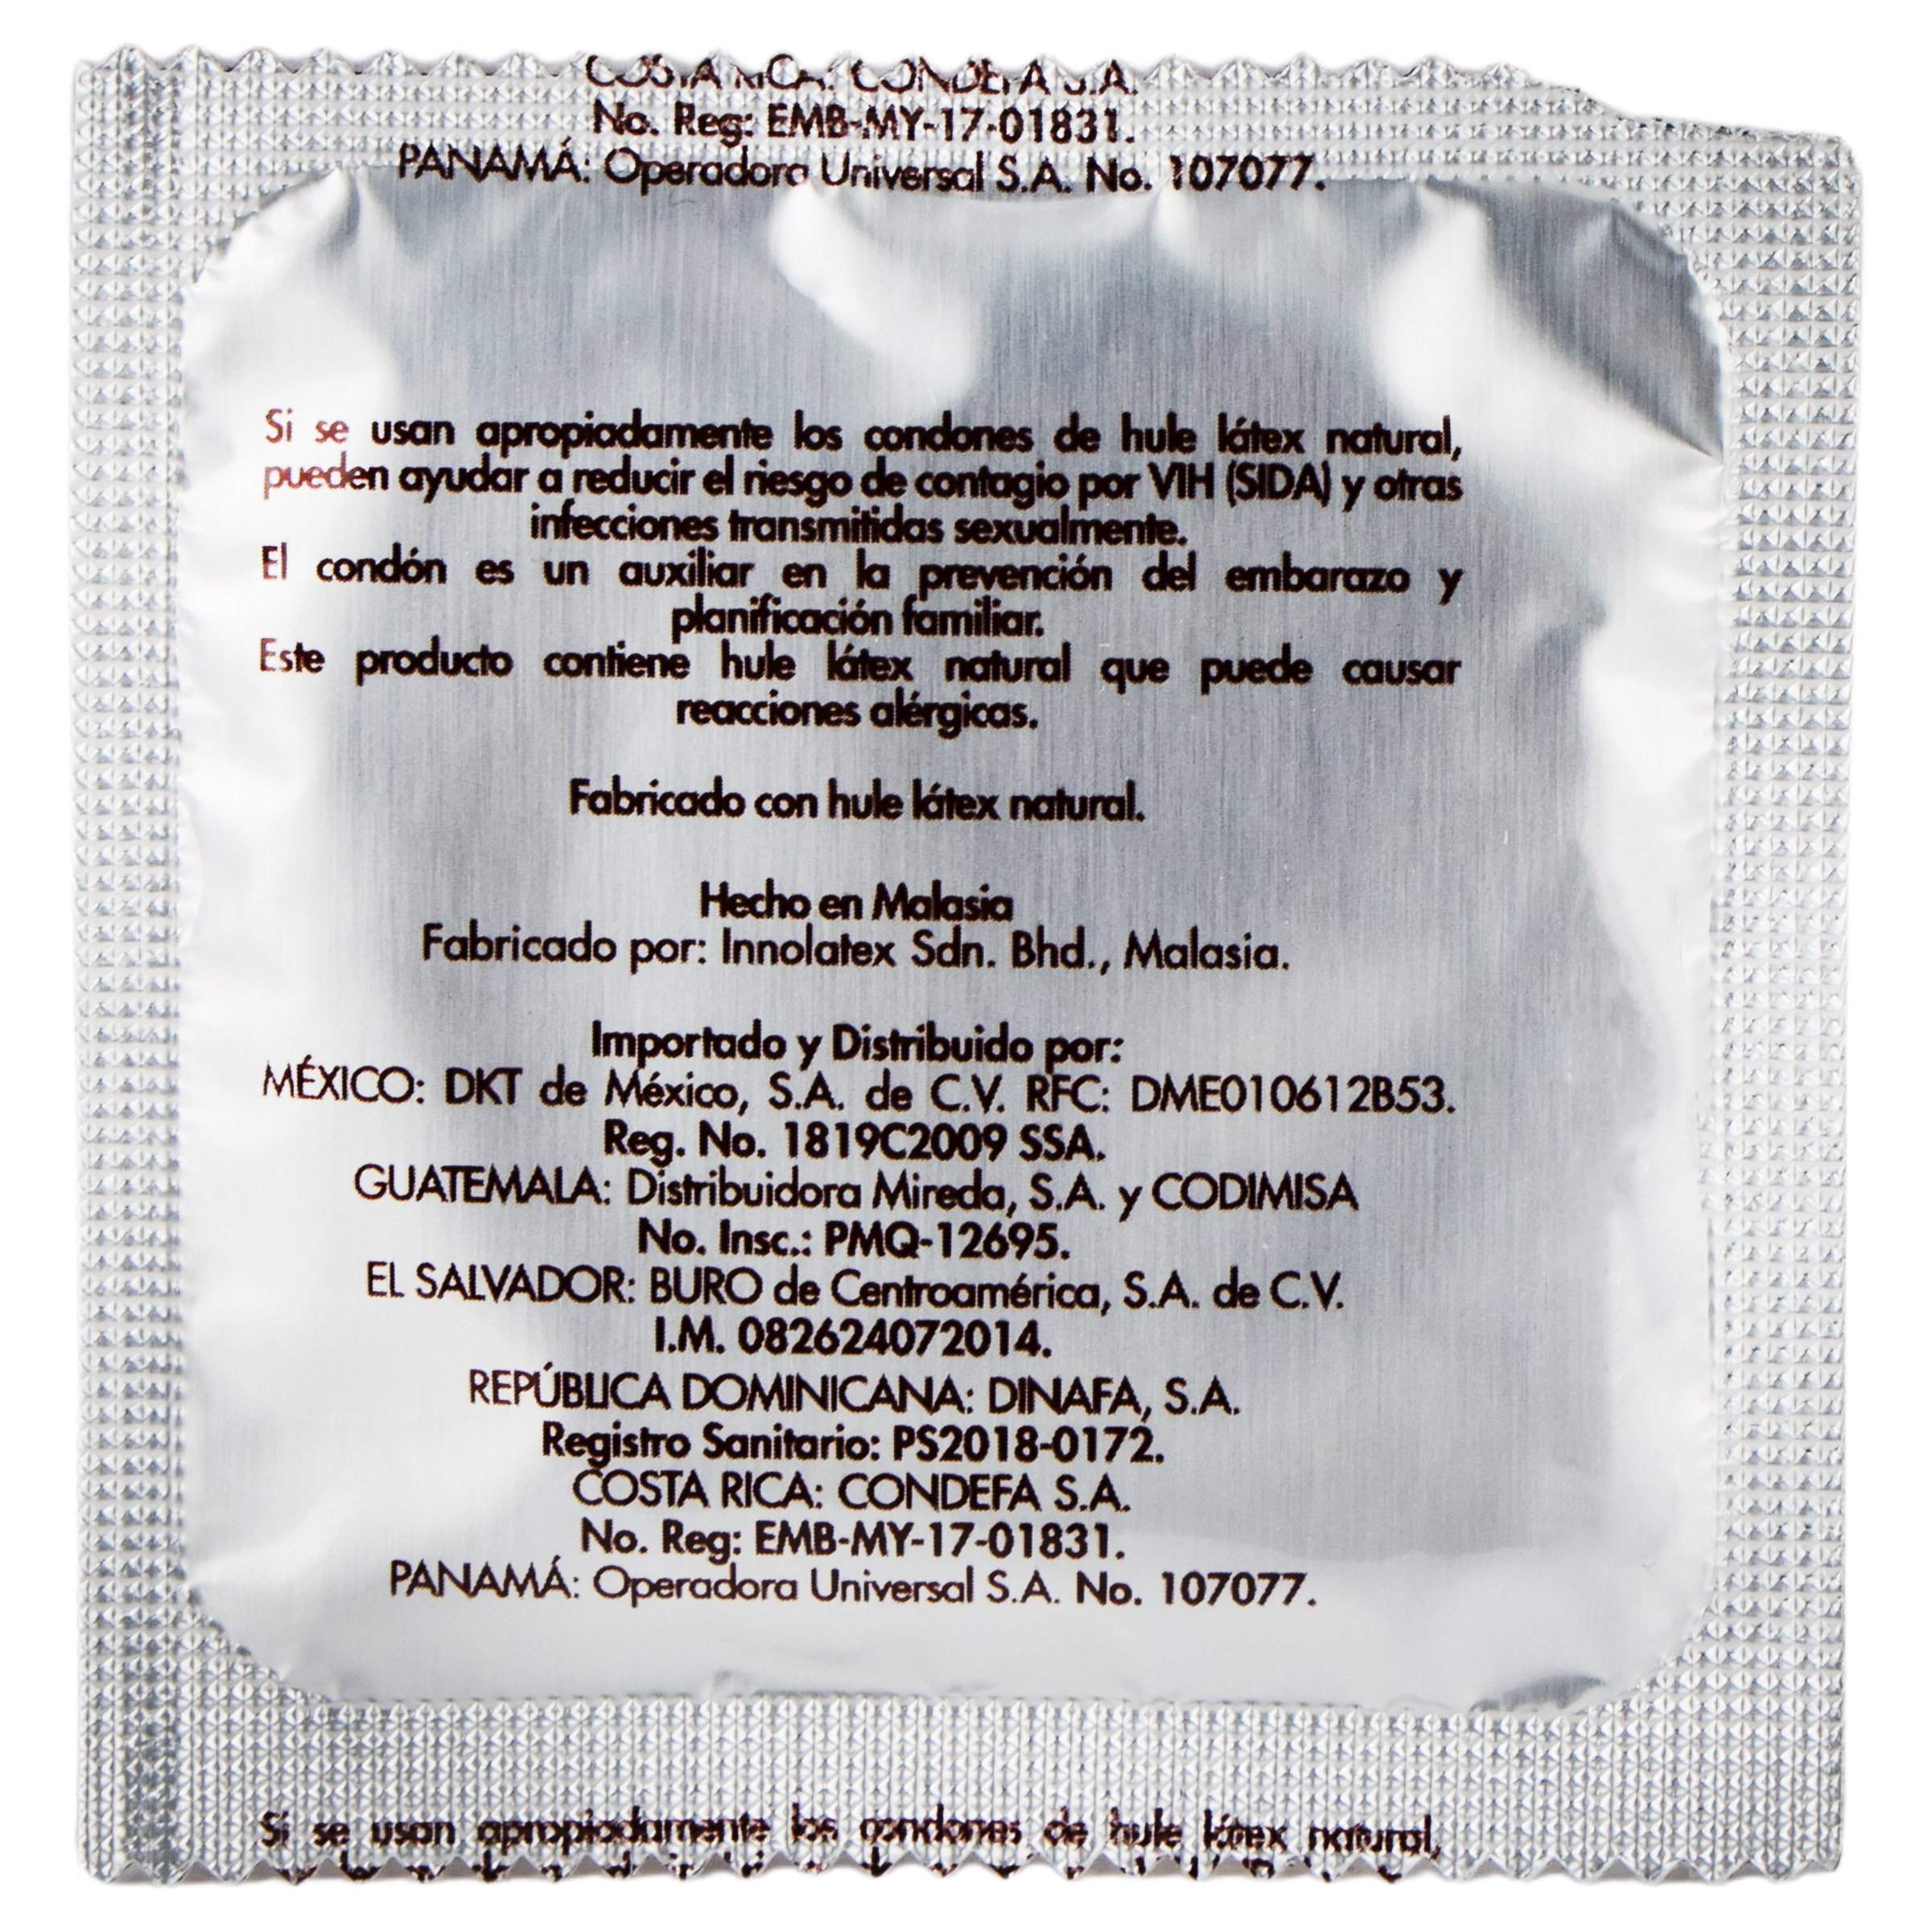 COSTA RICA: CONDEFA S.A.
No. Reg: EMB-MY-17-01831.
PANAMÁ: Operadora Universal S.A. No. 107077.
Si se usan apropiadamente los condones de hule látex natural,
pueden ayudar a reducir el riesgo de contagio por VIH (SIDA) y otras
infecciones transmitidas sexualmente.
El condón es un auxiliar en la prevención del embarazo y
planificación familiar.
Este producto contiene hule látex natural que puede causar
reacciones alérgicas.
Fabricado con hule látex natural.
Hecho en Malasia
Fabricado por: Innolatex Sdn. Bhd., Malasia.
Importado y Distribuido por:
MÉXICO: DKT de México, S.A. de C.V. RFC: DME010612B53.
Reg. No. 1819C2009 SSA.
GUATEMALA: Distribuidora Mireda, S.A. y CODIMISA
No. Insc.: PMQ-12695.
EL SALVADOR: BURO de Centroamérica, S.A. de C.V.
I.M. 082624072014.
REPÚBLICA DOMINICANA: DINAFA, S.A.
Registro Sanitario: PS2018-0172.
COSTA RICA: CONDEFA S.A.
No. Reg: EMB-MY-17-01831.
PANAMÁ: Operadora Universal S.A. No. 107077.
Si se usan apropiadamente los condones de hule látex natural,